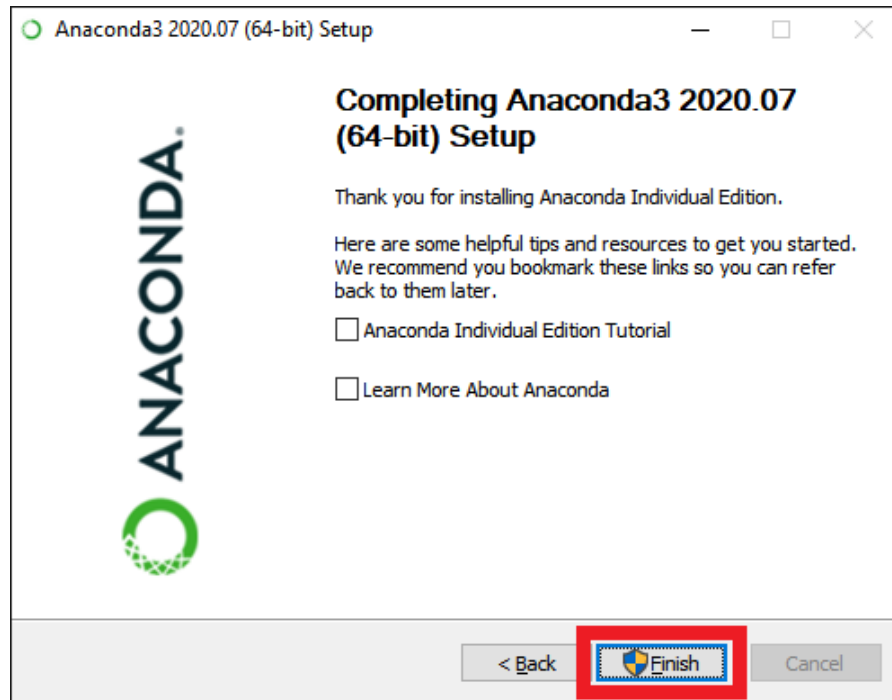 Anaconda3 2020.07 (64-bit) Setup
Completing Anaconda3 2020.07
(64-bit) Setup
Thank you for installing Anaconda Individual Edition.
Here are some helpful tips and resources to get you started.
We recommend you bookmark these links so you can refer
back to them later.
Anaconda Individual Edition Tutorial
Learn More About Anaconda
ANACONDA.
< Back
Finish
Cancel